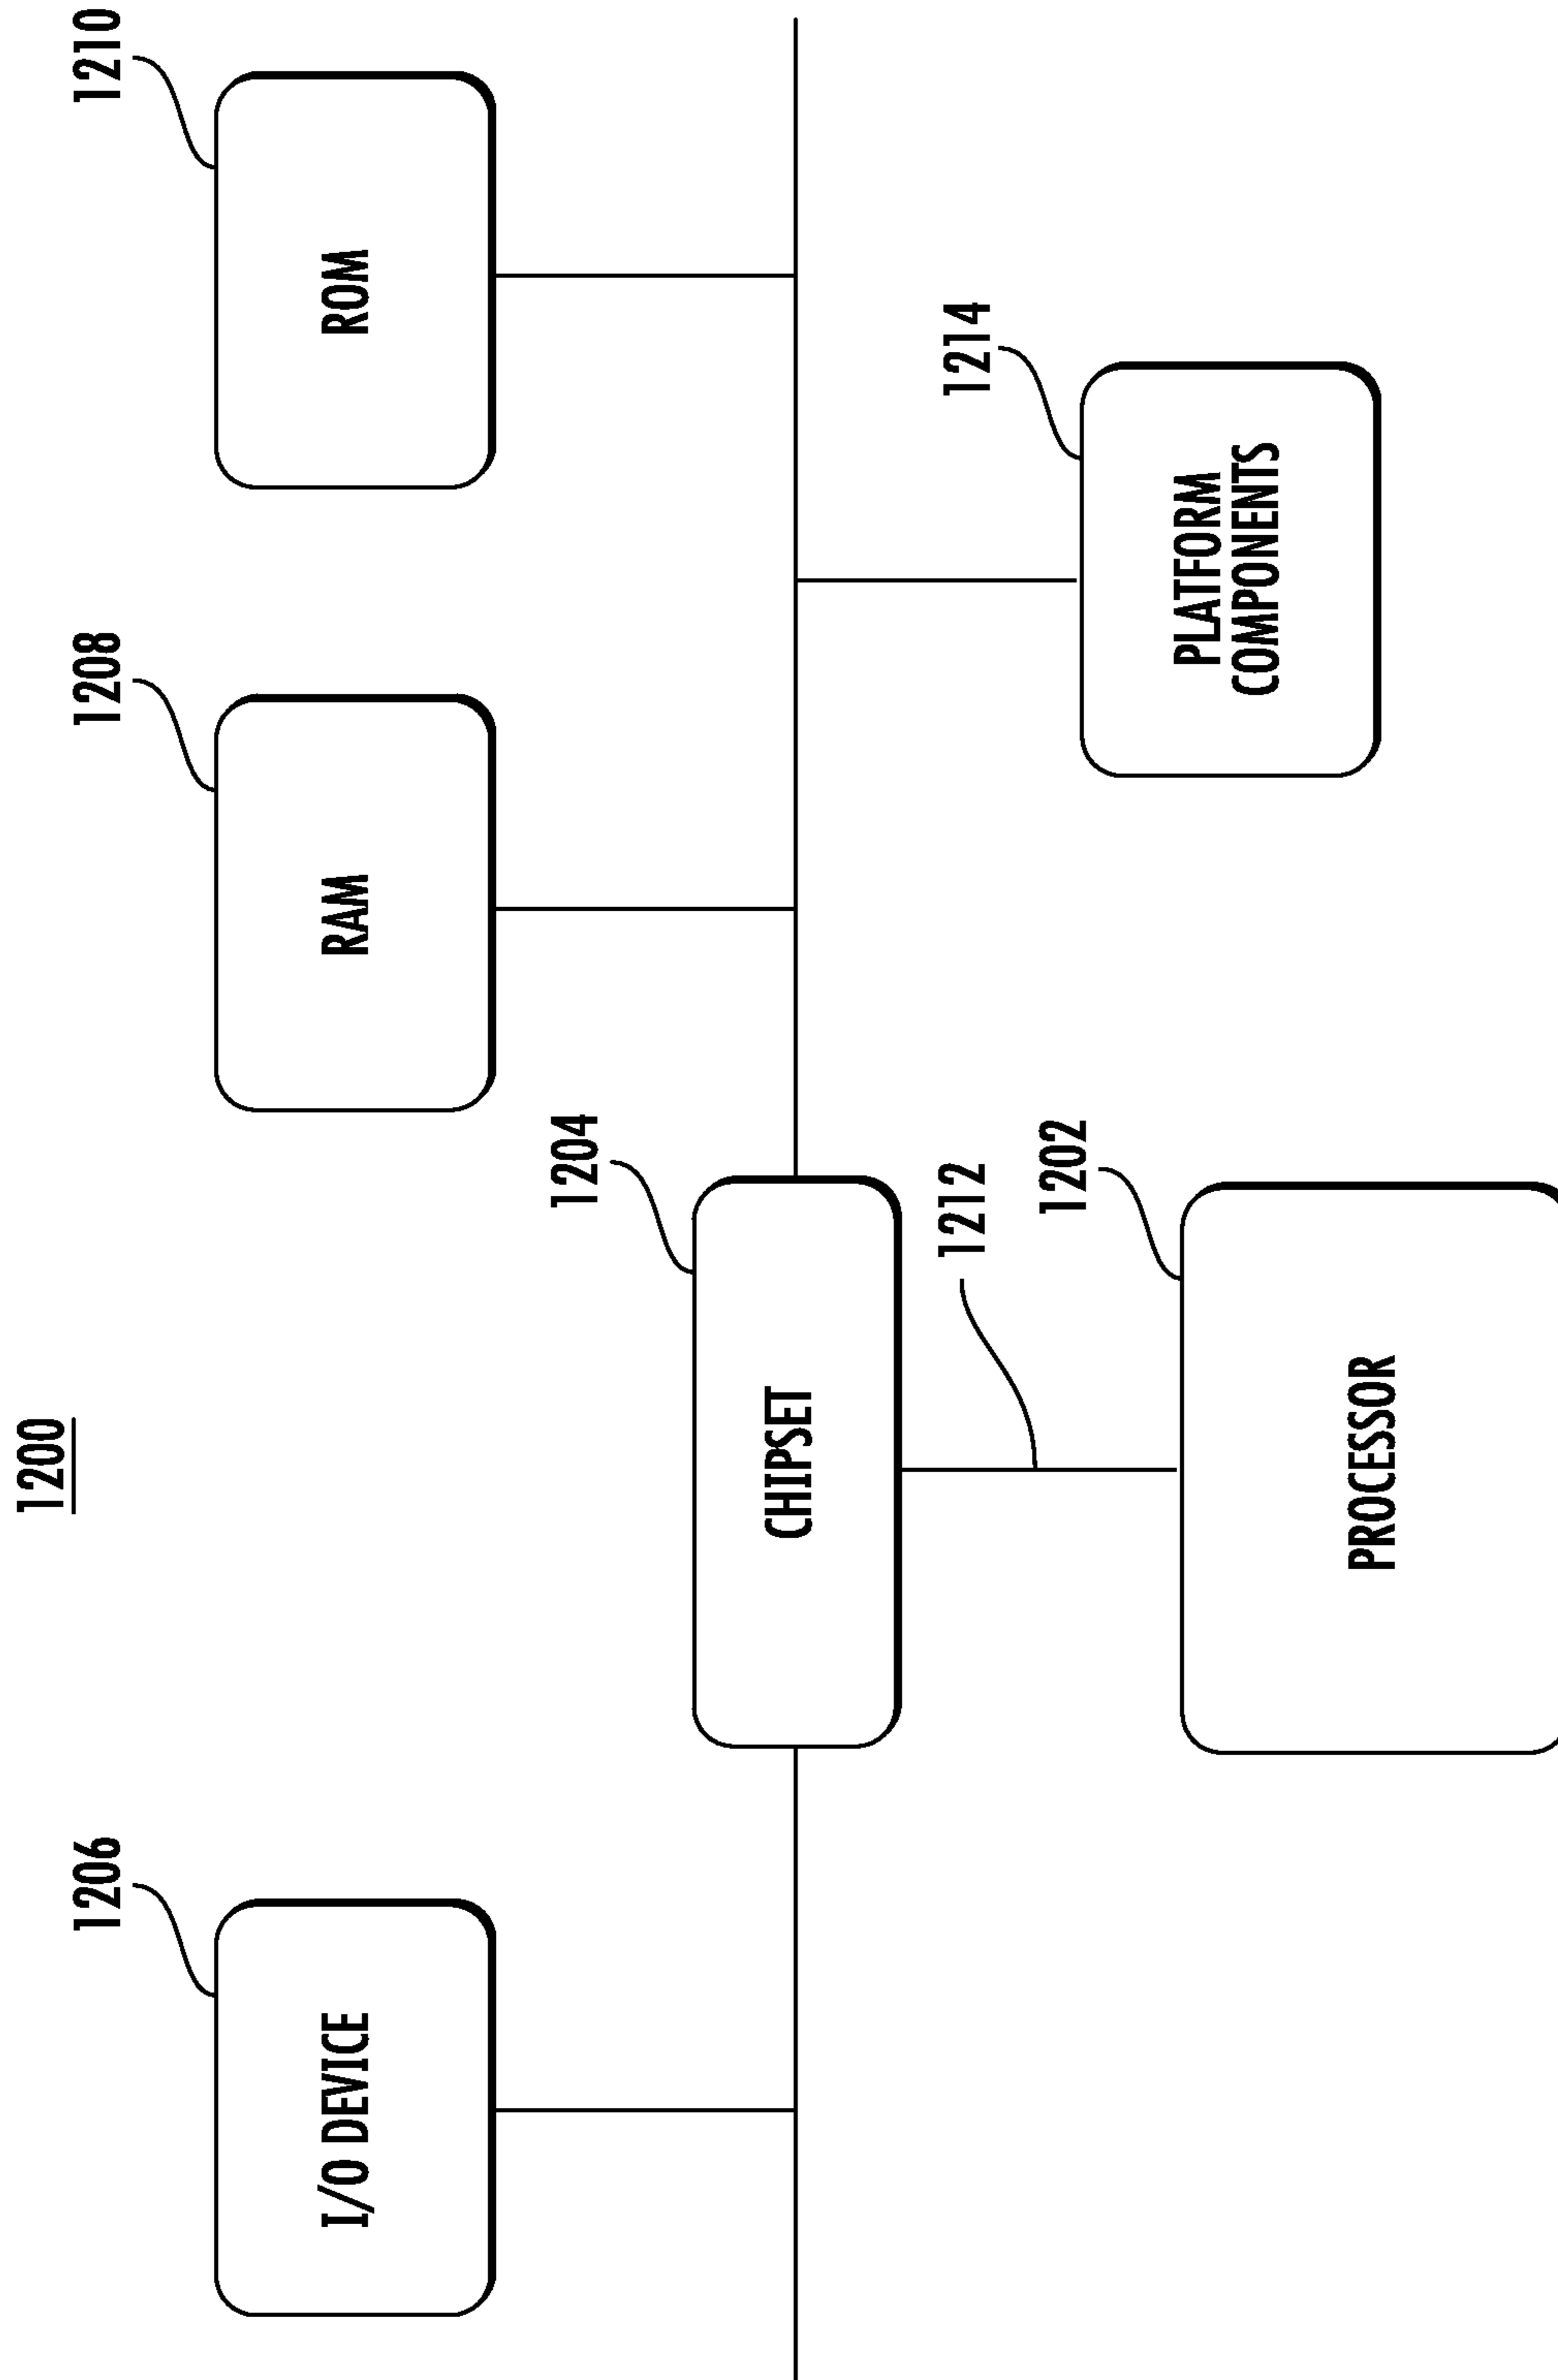 1200
1206
1208
1210
I/O DEVICE
RAM
ROM
1204
CHIPSET
1212
1214
1202
PLATFORM
COMPONENTS
PROCESSOR